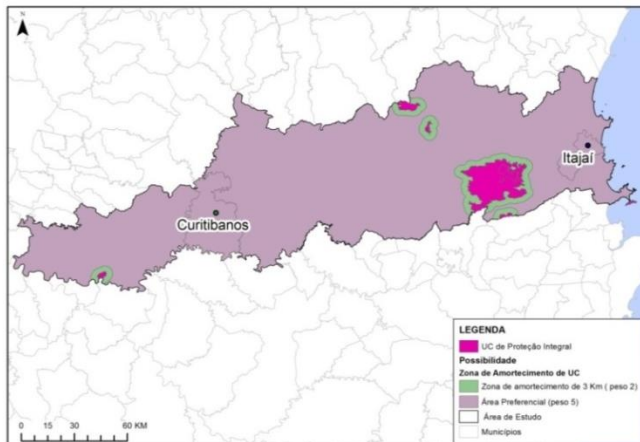 N
Itajaí
Curitibanos
LEGENDA
UC de Proteção Integral
Possibilidade
Zona de Amortecimento de UC
Zona de amortecimento de 3 Km ( peso 2)
Área Preferencial (peso 5)
Área de Estudo
Municípios
0 15 30 60 KM